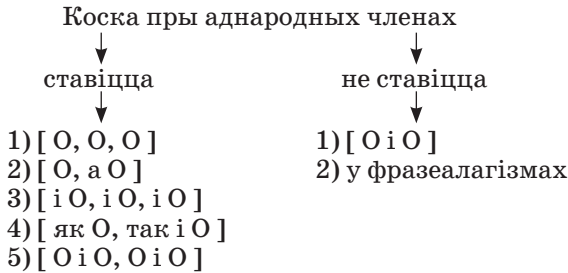 Коска пры аднародных членах
ставіцца не ставіцца
1) [ О, О, О ] 1) [ О і О ]
2) [ О, а О ] 2) у фразеалагізмах
3) [ і О, і О, і О ]
4) [ як О, так і О ]
5) [ О і О, О і О ]